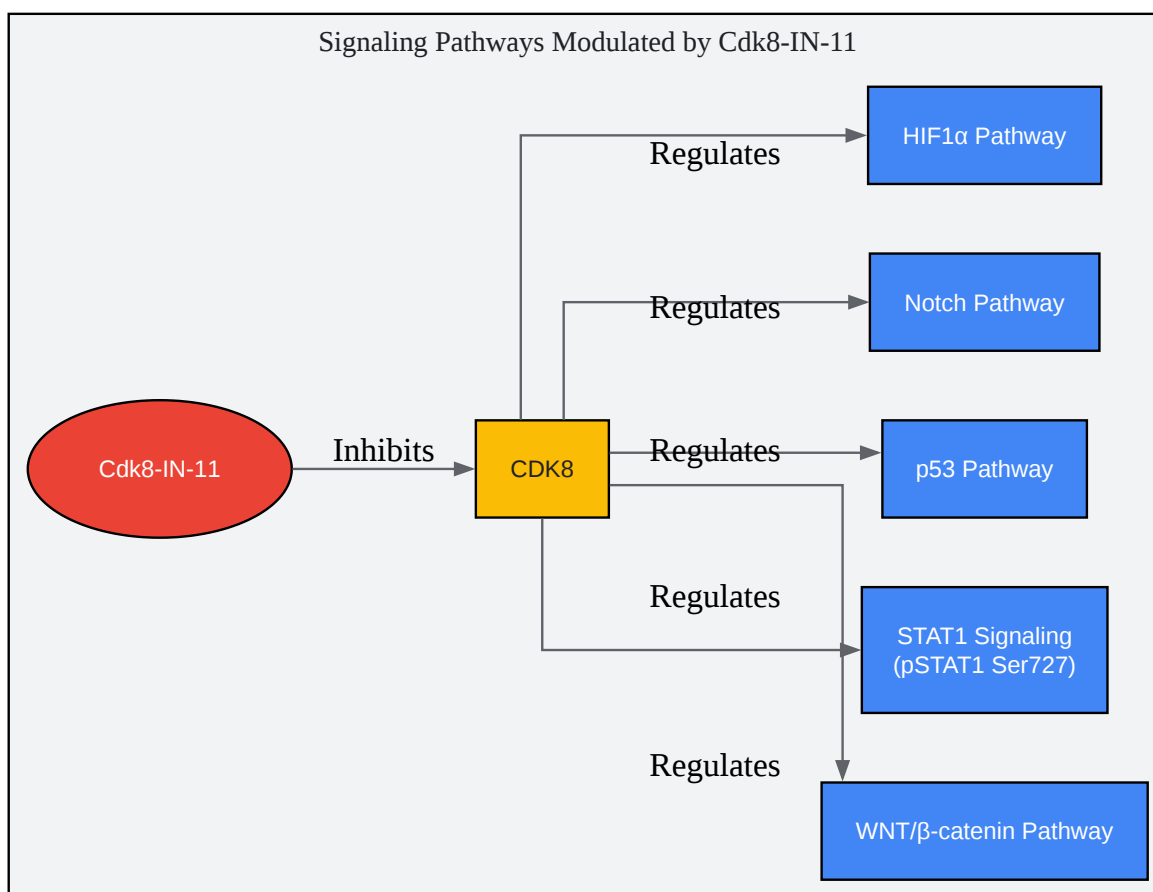 Signaling Pathways Modulated by Cdk8-IN-11
HIF1α Pathway
Regulates
Notch Pathway
Regulates
Cdk8-IN-11
Inhibits
CDK8
Regulates
p53 Pathway
Regulates
STAT1 Signaling
(pSTAT1 Ser727)
Regulates
WNT/β-catenin Pathway